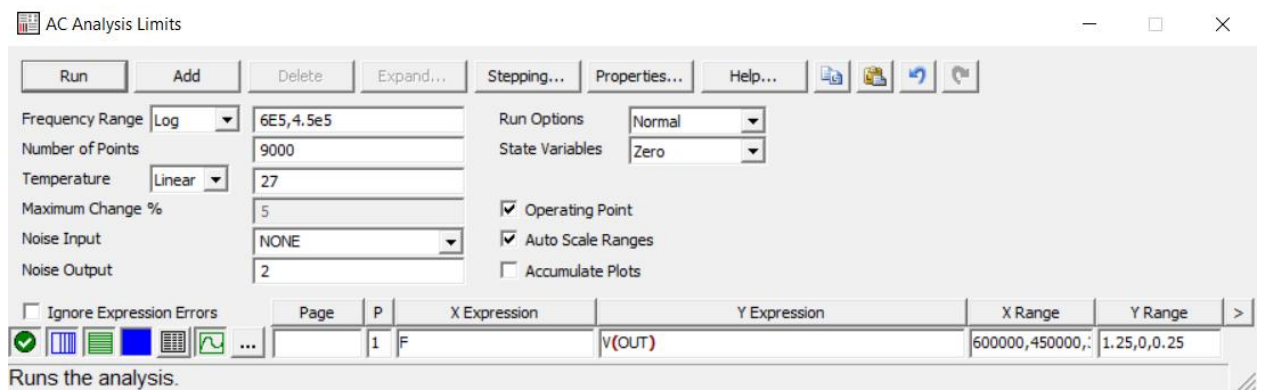 AC Analysis Limits
Run Add Delete Expand... Stepping... Properties... Help...
Frequency Range Log 6E5,4.5e5 Run Options Normal
Number of Points 9000 State Variables Zero
Temperature Linear 27
Maximum Change % 5 Operating Point
Noise Input NONE Auto Scale Ranges
Noise Output 2 Accumulate Plots
Ignore Expression Errors Page P X Expression Y Expression X Range Y Range >
... 1 F V(OUT) 600000,450000, 1.25,0,0.25
Runs the analysis.